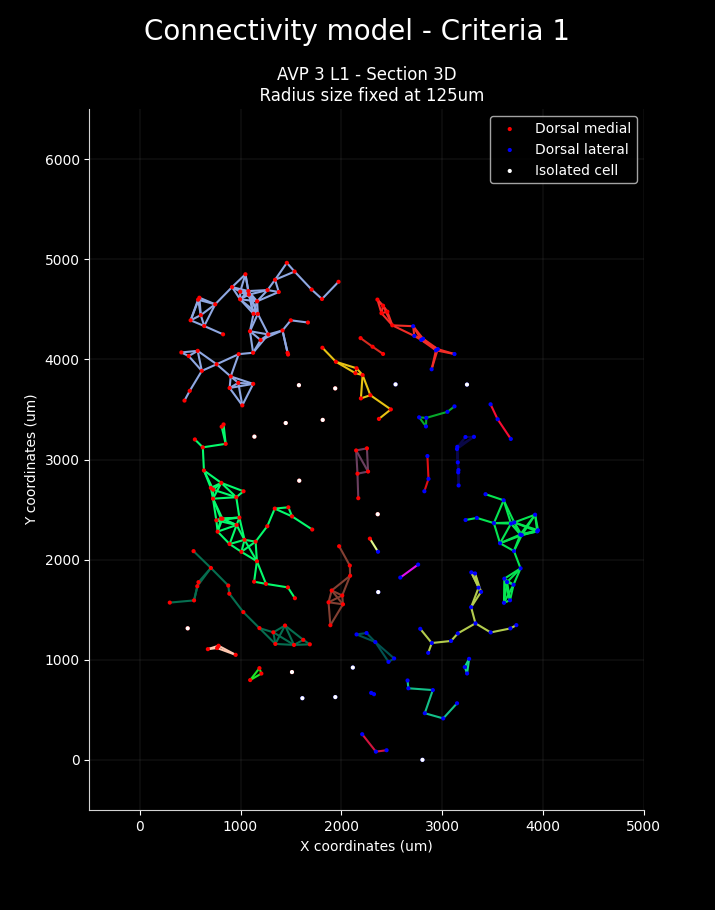 Connectivity model - Criteria 1
AVP 3 L1 - Section 3D
Radius size fixed at 125um
Dorsal medial
Dorsal lateral
Isolated cell
6000
5000
4000
3000
2000
1000
0
Y coordinates (um)
0 1000 2000 3000 4000 5000
X coordinates (um)